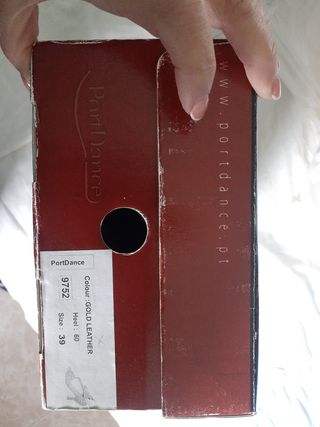 PortDance
www.portdance.pt
PortDance
9752
Colour :GOLD LEATHER
Heel : 60
Size : 39